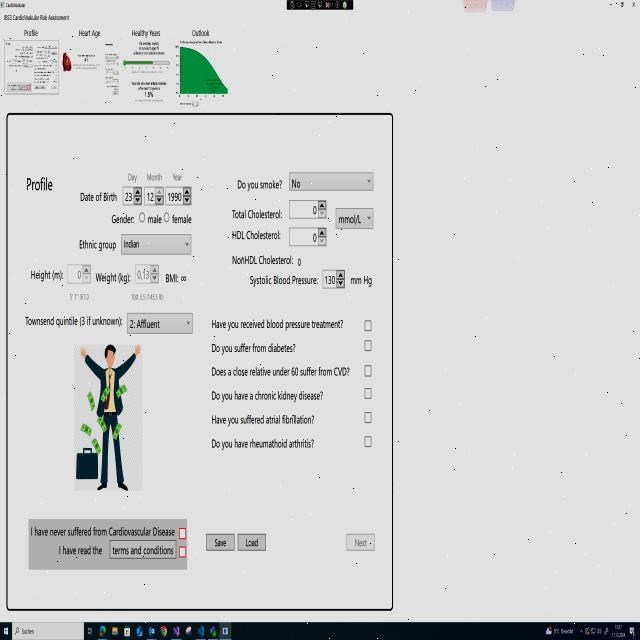 CardioVascular
JBS3 CardioVascular Risk Assessment
Profile Heart Age Healthy Years Outlook
1.5%
Profile
Day Month Year
Date of Birth 23 12 1990
Gender: male female
Ethnic group Indian
Height (m): 0 Weight (kg): 0,13 BMI: ∞
Townsend quintile (3 if unknown): 2: Affluent
Do you smoke? No
Total Cholesterol: 0 mmol/L
HDL Cholesterol: 0
NonHDL Cholesterol: 0
Systolic Blood Pressure: 130 mm Hg
Have you received blood pressure treatment?
Do you suffer from diabetes?
Does a close relative under 60 suffer from CVD?
Do you have a chronic kidney disease?
Have you suffered atrial fibrillation?
Do you have rheumathoid arthritis?
I have never suffered from Cardiovascular Disease
I have read the terms and conditions
Save Load Next
Suchen